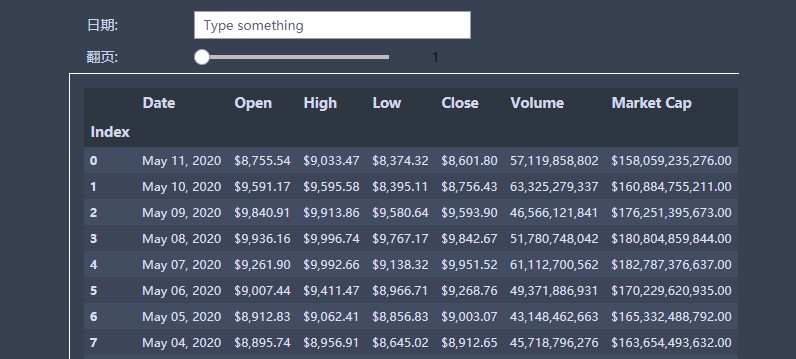 日期: Type something
翻页: 1
Date Open High Low Close Volume Market Cap
Index
0 May 11, 2020 $8,755.54 $9,033.47 $8,374.32 $8,601.80 57,119,858,802 $158,059,235,276.00
1 May 10, 2020 $9,591.17 $9,595.58 $8,395.11 $8,756.43 63,325,279,337 $160,884,755,211.00
2 May 09, 2020 $9,840.91 $9,913.86 $9,580.64 $9,593.90 46,566,121,841 $176,251,395,673.00
3 May 08, 2020 $9,936.16 $9,996.74 $9,767.17 $9,842.67 51,780,748,042 $180,804,859,844.00
4 May 07, 2020 $9,261.90 $9,992.66 $9,138.32 $9,951.52 61,112,700,562 $182,787,376,637.00
5 May 06, 2020 $9,007.44 $9,411.47 $8,966.71 $9,268.76 49,371,886,931 $170,229,620,935.00
6 May 05, 2020 $8,912.83 $9,062.41 $8,856.83 $9,003.07 43,148,462,663 $165,332,488,792.00
7 May 04, 2020 $8,895.74 $8,956.91 $8,645.02 $8,912.65 45,718,796,276 $163,654,493,632.00